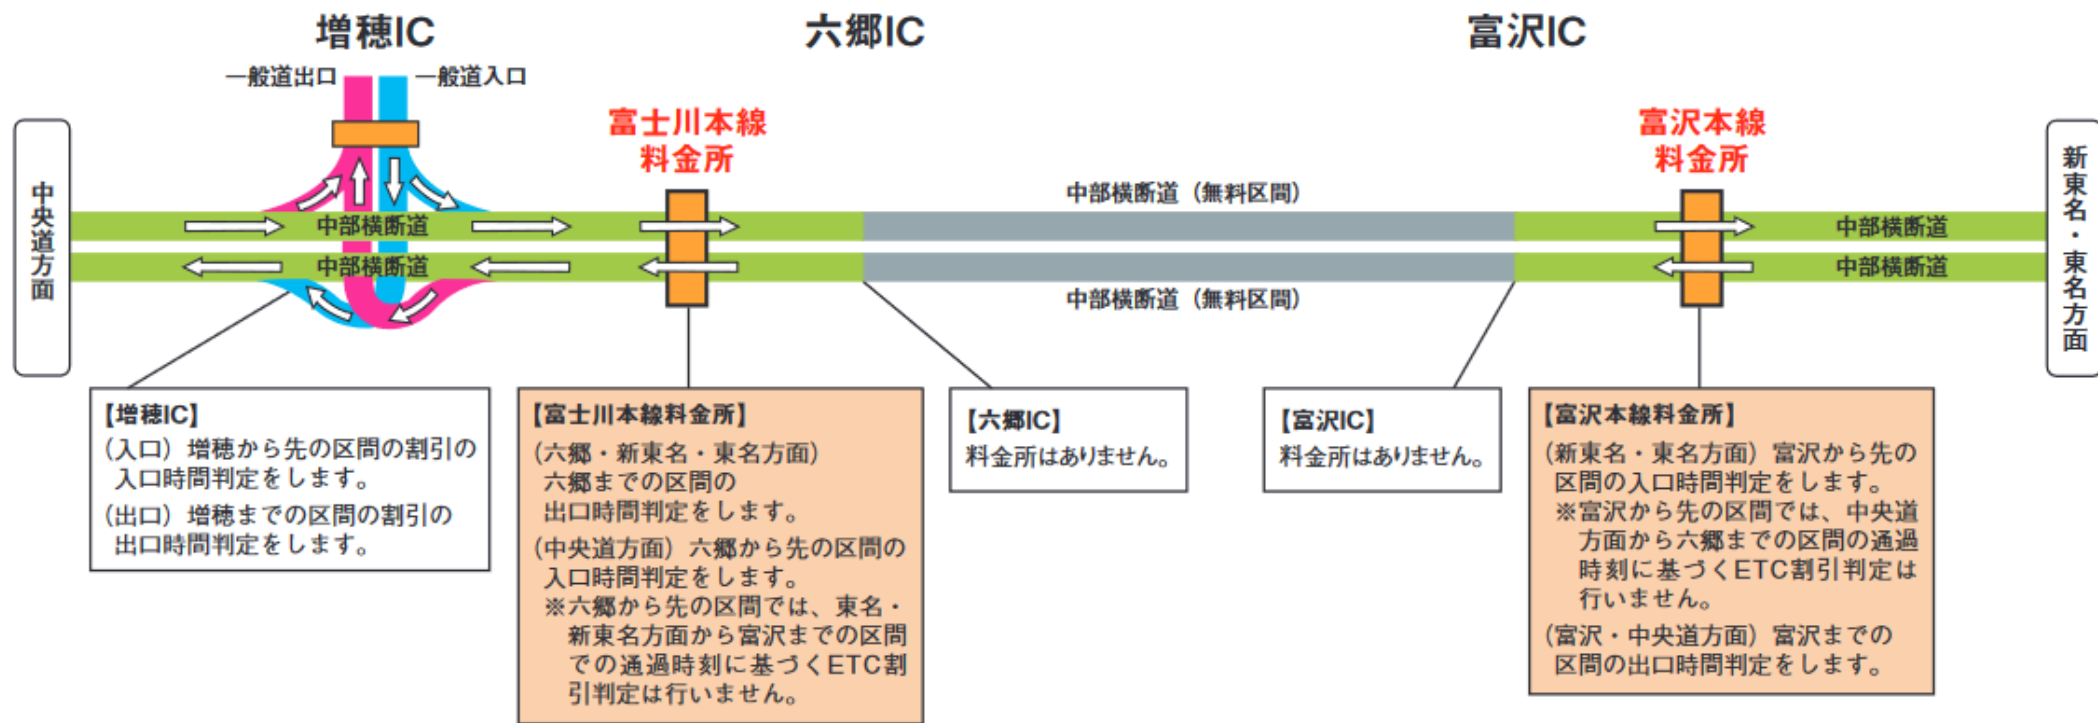 増穂IC
六郷IC
富沢IC
一般道出口
一般道入口
富士川本線
料金所
富沢本線
料金所
中央道方面
新東名・東名方面
中部横断道（無料区間）
中部横断道
中部横断道
中部横断道
中部横断道
中部横断道（無料区間）
【増穂IC】
（入口）増穂から先の区間の割引の
入口時間判定をします。
（出口）増穂までの区間の割引の
出口時間判定をします。
【富士川本線料金所】
（六郷・新東名・東名方面）
六郷までの区間の
出口時間判定をします。
（中央道方面）六郷から先の区間の
入口時間判定をします。
※六郷から先の区間では、東名・
新東名方面から富沢までの区間
での通過時刻に基づくETC割
引判定は行いません。
【六郷IC】
料金所はありません。
【富沢IC】
料金所はありません。
【富沢本線料金所】
（新東名・東名方面）富沢から先の
区間の入口時間判定をします。
※富沢から先の区間では、中央道
方面から六郷までの区間の通過
時刻に基づくETC割引判定は
行いません。
（富沢・中央道方面）富沢までの
区間の出口時間判定をします。